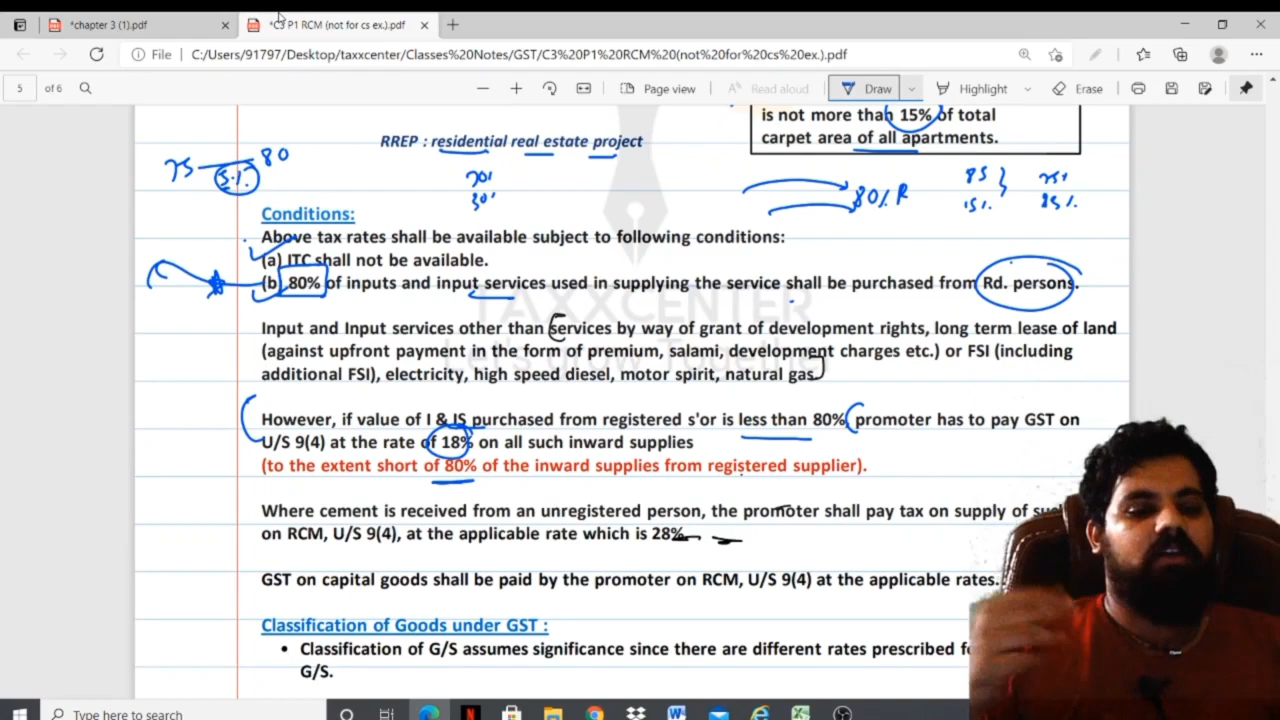 *chapter 3 (1).pdf
*C3 P1 RCM (not for cs ex.).pdf
File
C:/Users/91797/Desktop/taxxcenter/Classes%20Notes/GST/C3%20P1%20RCM%20(not%20for%20cs%20ex.).pdf
5 of 6
Page view
Read aloud
Draw
Highlight
Erase
is not more than 15% of total
carpet area of all apartments.
RREP : residential real estate project
75 80
5%
80% R
85
15%
Conditions:
Above tax rates shall be available subject to following conditions:
(a) ITC shall not be available.
(b) 80% of inputs and input services used in supplying the service shall be purchased from Rd. persons.
TAXXCENTER
Let's Grow Together
Input and Input services other than services by way of grant of development rights, long term lease of land
(against upfront payment in the form of premium, salami, development charges etc.) or FSI (including
additional FSI), electricity, high speed diesel, motor spirit, natural gas
However, if value of I & IS purchased from registered s'or is less than 80%, promoter has to pay GST on
U/S 9(4) at the rate of 18% on all such inward supplies
(to the extent short of 80% of the inward supplies from registered supplier).
Where cement is received from an unregistered person, the promoter shall pay tax on supply of
on RCM, U/S 9(4), at the applicable rate which is 28%
GST on capital goods shall be paid by the promoter on RCM, U/S 9(4) at the applicable rates.
Classification of Goods under GST :
• Classification of G/S assumes significance since there are different rates prescribed
G/S.
Type here to search